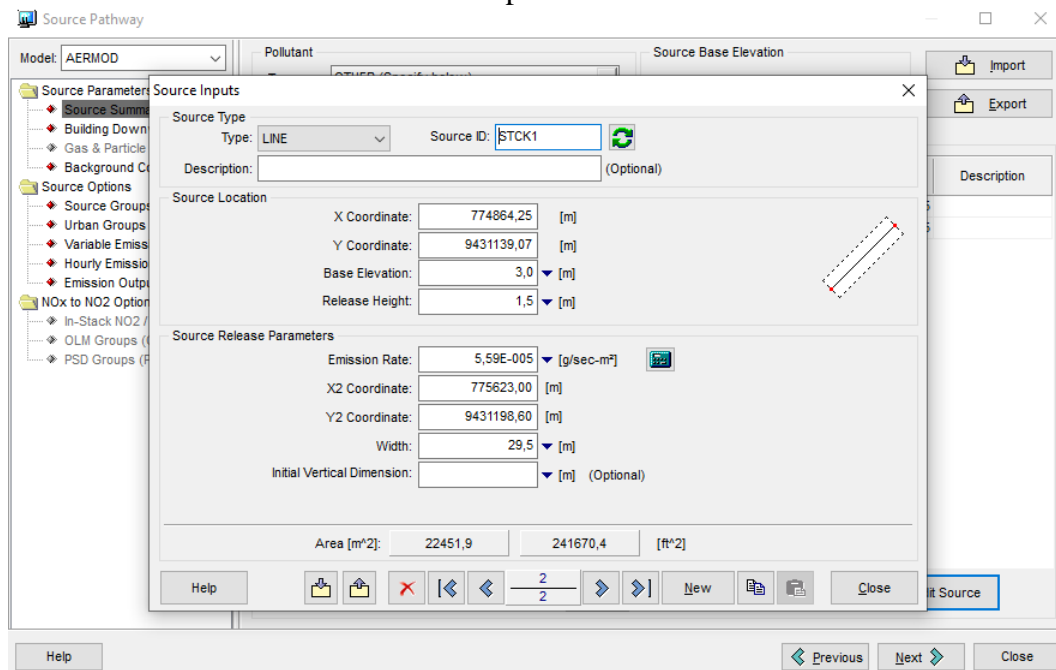 Source Pathway
Model: AERMOD
Pollutant
Source Base Elevation
Import
Export
Source Parameters
Source Summa
Building Down
Gas & Particle
Background Co
Source Options
Source Groups
Urban Groups
Variable Emiss
Hourly Emissio
Emission Outpu
NOx to NO2 Option
In-Stack NO2 /
OLM Groups (
PSD Groups (P
Description
Source Inputs
Source Type
Type: LINE
Source ID: STCK1
Description: (Optional)
Source Location
X Coordinate: 774864,25 [m]
Y Coordinate: 9431139,07 [m]
Base Elevation: 3,0 [m]
Release Height: 1,5 [m]
Source Release Parameters
Emission Rate: 5,59E-005 [g/sec-m²]
X2 Coordinate: 775623,00 [m]
Y2 Coordinate: 9431198,60 [m]
Width: 29,5 [m]
Initial Vertical Dimension: [m] (Optional)
Area [m^2]: 22451,9 241670,4 [ft^2]
Help
2
2
New
Close
it Source
Help
Previous
Next
Close